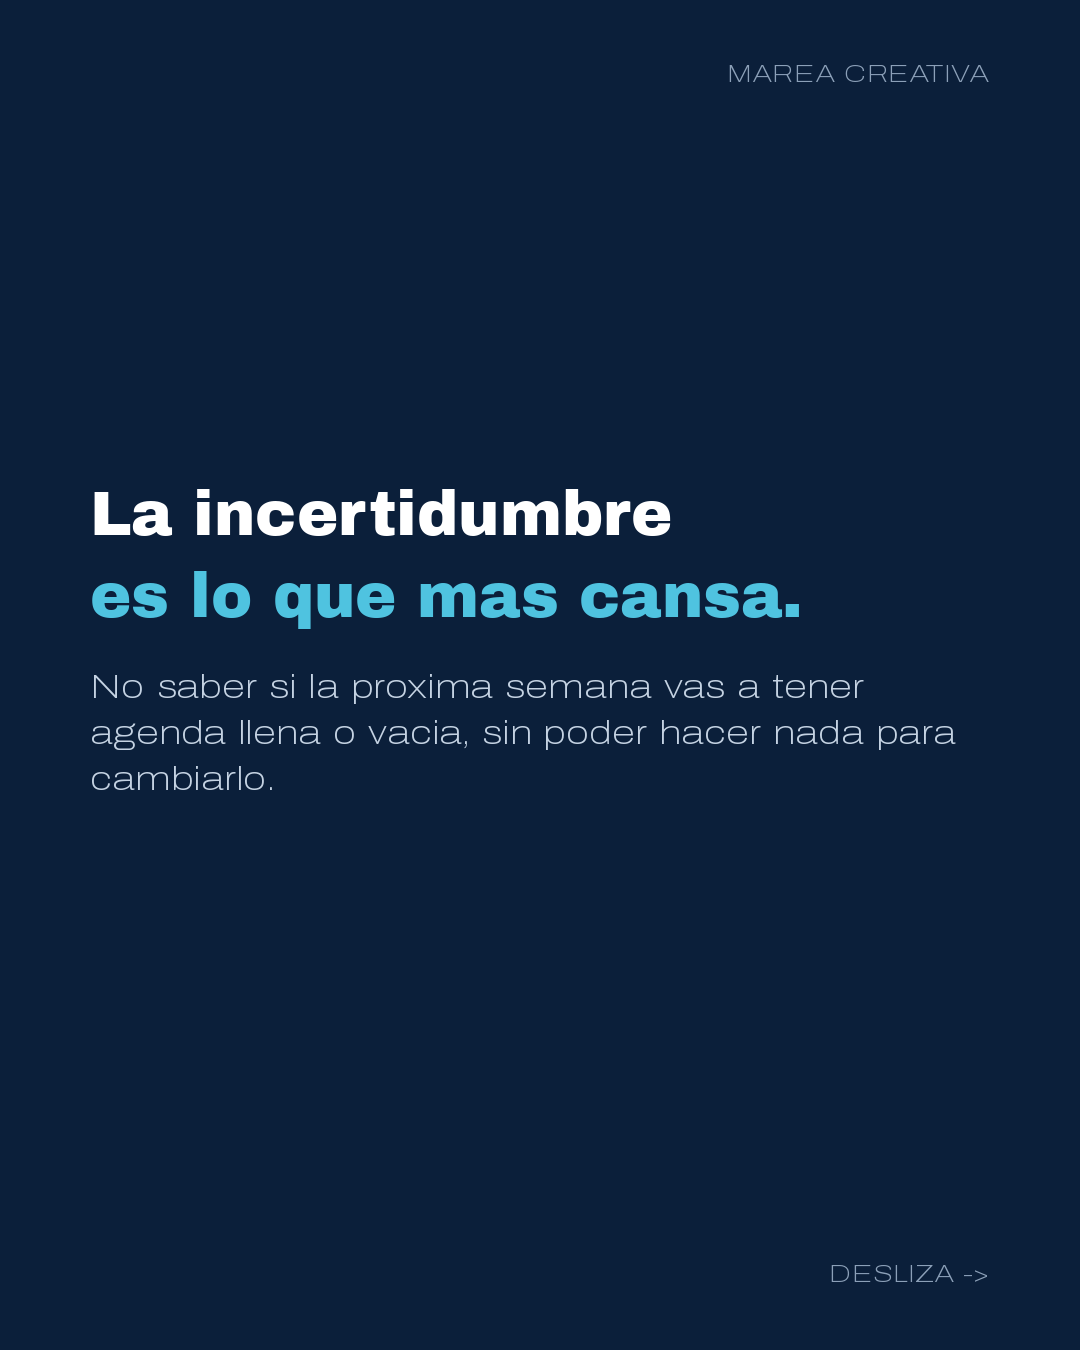 MAREA CREATIVA
La incertidumbre
es lo que mas cansa.
No saber si la proxima semana vas a tener
agenda llena o vacia, sin poder hacer nada para
cambiarlo.
DESLIZA ->